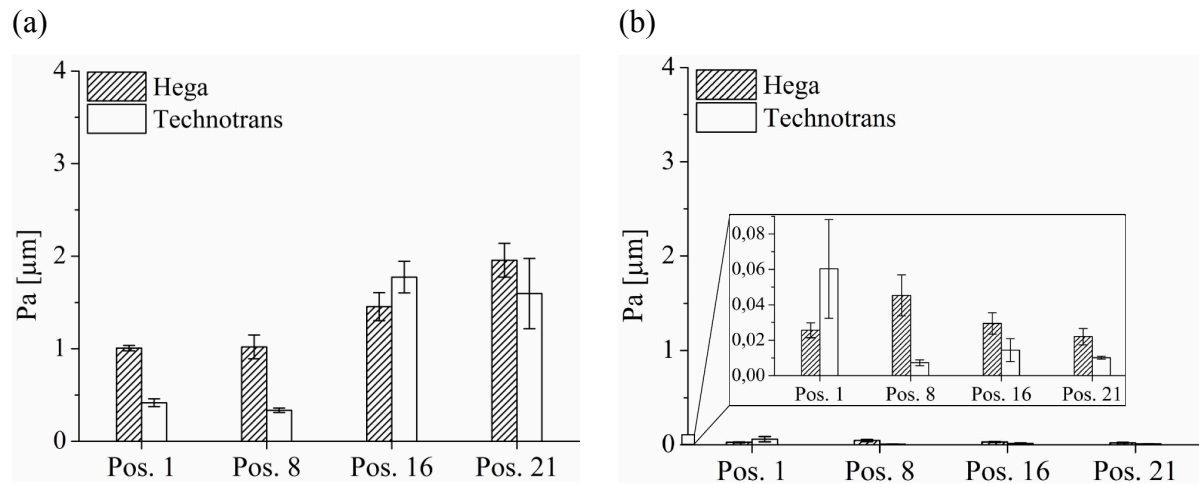 (a)
4
Hega
Technotrans
3
2
1
0
Pa [μm]
Pos. 1 Pos. 8 Pos. 16 Pos. 21
(b)
4
Hega
Technotrans
3
2
1
0
Pa [μm]
0,08
0,06
0,04
0,02
0,00
Pos. 1 Pos. 8 Pos. 16 Pos. 21
Pos. 1 Pos. 8 Pos. 16 Pos. 21